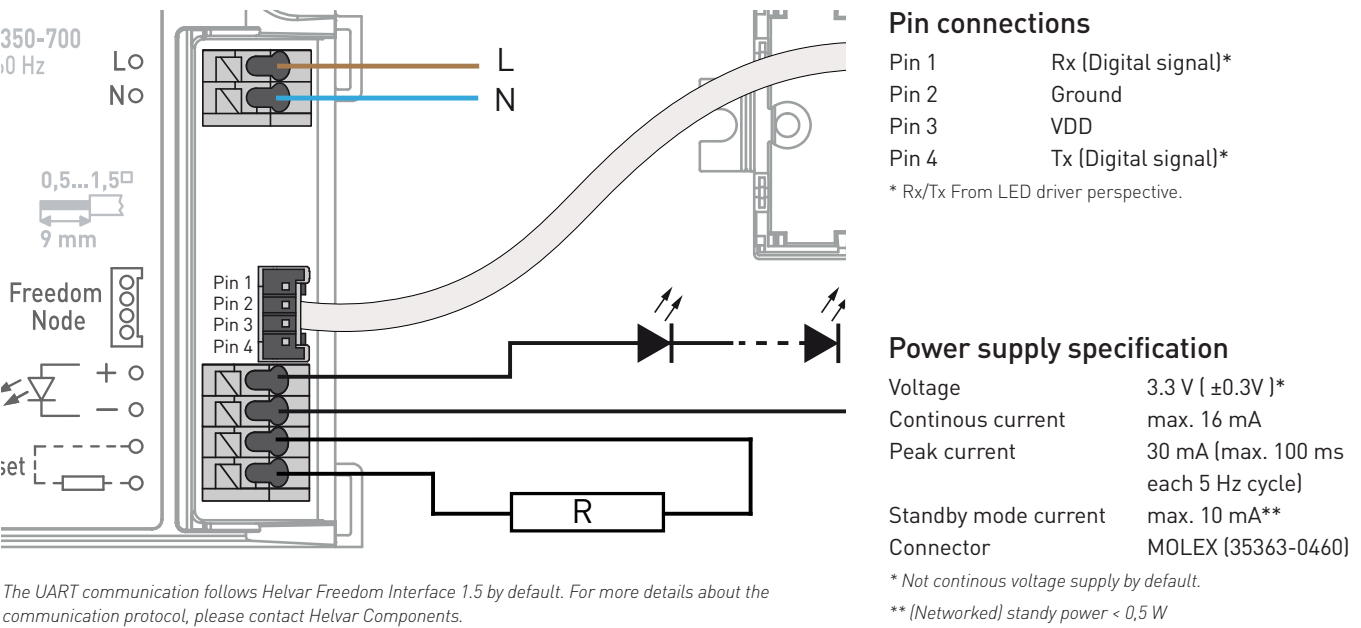 350-700
0 Hz
L
N
L
N
0,5...1,5
9 mm
Freedom
Node
Pin 1
Pin 2
Pin 3
Pin 4
+
–
set
R
The UART communication follows Helvar Freedom Interface 1.5 by default. For more details about the
communication protocol, please contact Helvar Components.
Pin connections
Pin 1 Rx (Digital signal)*
Pin 2 Ground
Pin 3 VDD
Pin 4 Tx (Digital signal)*
* Rx/Tx From LED driver perspective.
Power supply specification
Voltage 3.3 V ( ±0.3V )*
Continous current max. 16 mA
Peak current 30 mA (max. 100 ms
each 5 Hz cycle)
Standby mode current max. 10 mA**
Connector MOLEX (35363-0460)
* Not continous voltage supply by default.
** (Networked) standy power < 0,5 W